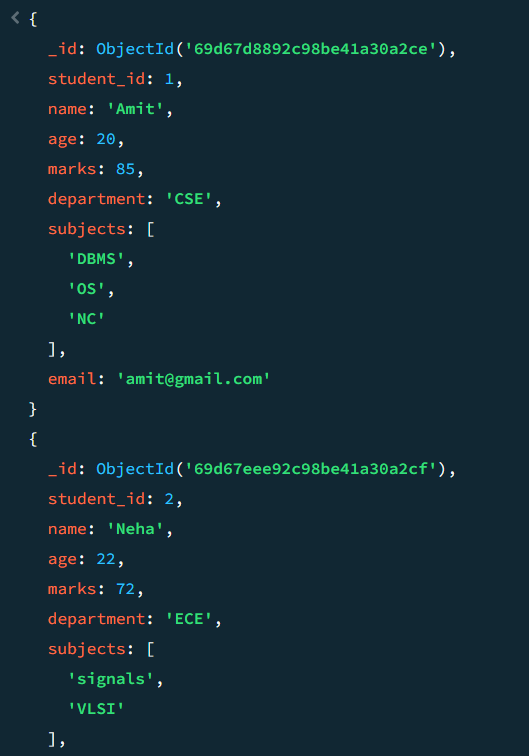 {
_id: ObjectId('69d67d8892c98be41a30a2ce'),
student_id: 1,
name: 'Amit',
age: 20,
marks: 85,
department: 'CSE',
subjects: [
'DBMS',
'OS',
'NC'
],
email: 'amit@gmail.com'
}
{
_id: ObjectId('69d67eee92c98be41a30a2cf'),
student_id: 2,
name: 'Neha',
age: 22,
marks: 72,
department: 'ECE',
subjects: [
'signals',
'VLSI'
],